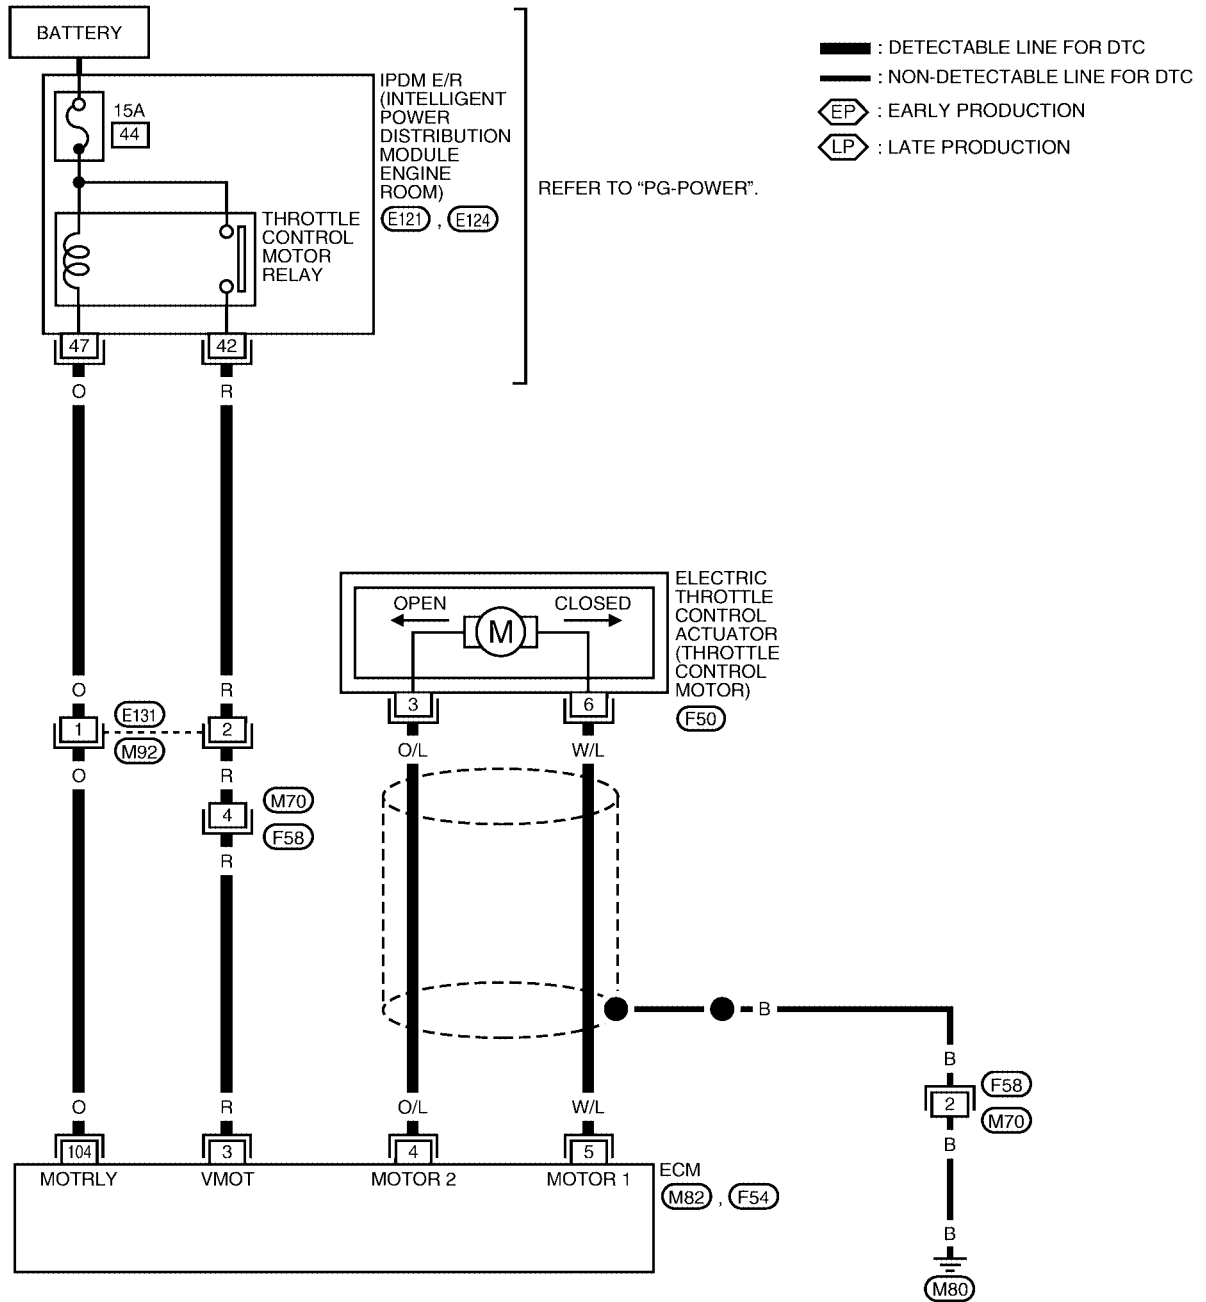 BATTERY
15A
44
IPDM E/R
(INTELLIGENT
POWER
DISTRIBUTION
MODULE
ENGINE
ROOM)
E121 , E124
THROTTLE
CONTROL
MOTOR
RELAY
REFER TO “PG-POWER”.
: DETECTABLE LINE FOR DTC
: NON-DETECTABLE LINE FOR DTC
EP : EARLY PRODUCTION
LP : LATE PRODUCTION
47
42
O
R
OPEN
CLOSED
M
ELECTRIC
THROTTLE
CONTROL
ACTUATOR
(THROTTLE
CONTROL
MOTOR)
F50
O
R
3
6
1
E131
M92
2
O/L
W/L
O
R
4
M70
F58
R
B
B
2
F58
M70
B
B
M80
O
R
O/L
W/L
104
3
4
5
MOTRLY
VMOT
MOTOR 2
MOTOR 1
ECM
M82 , F54